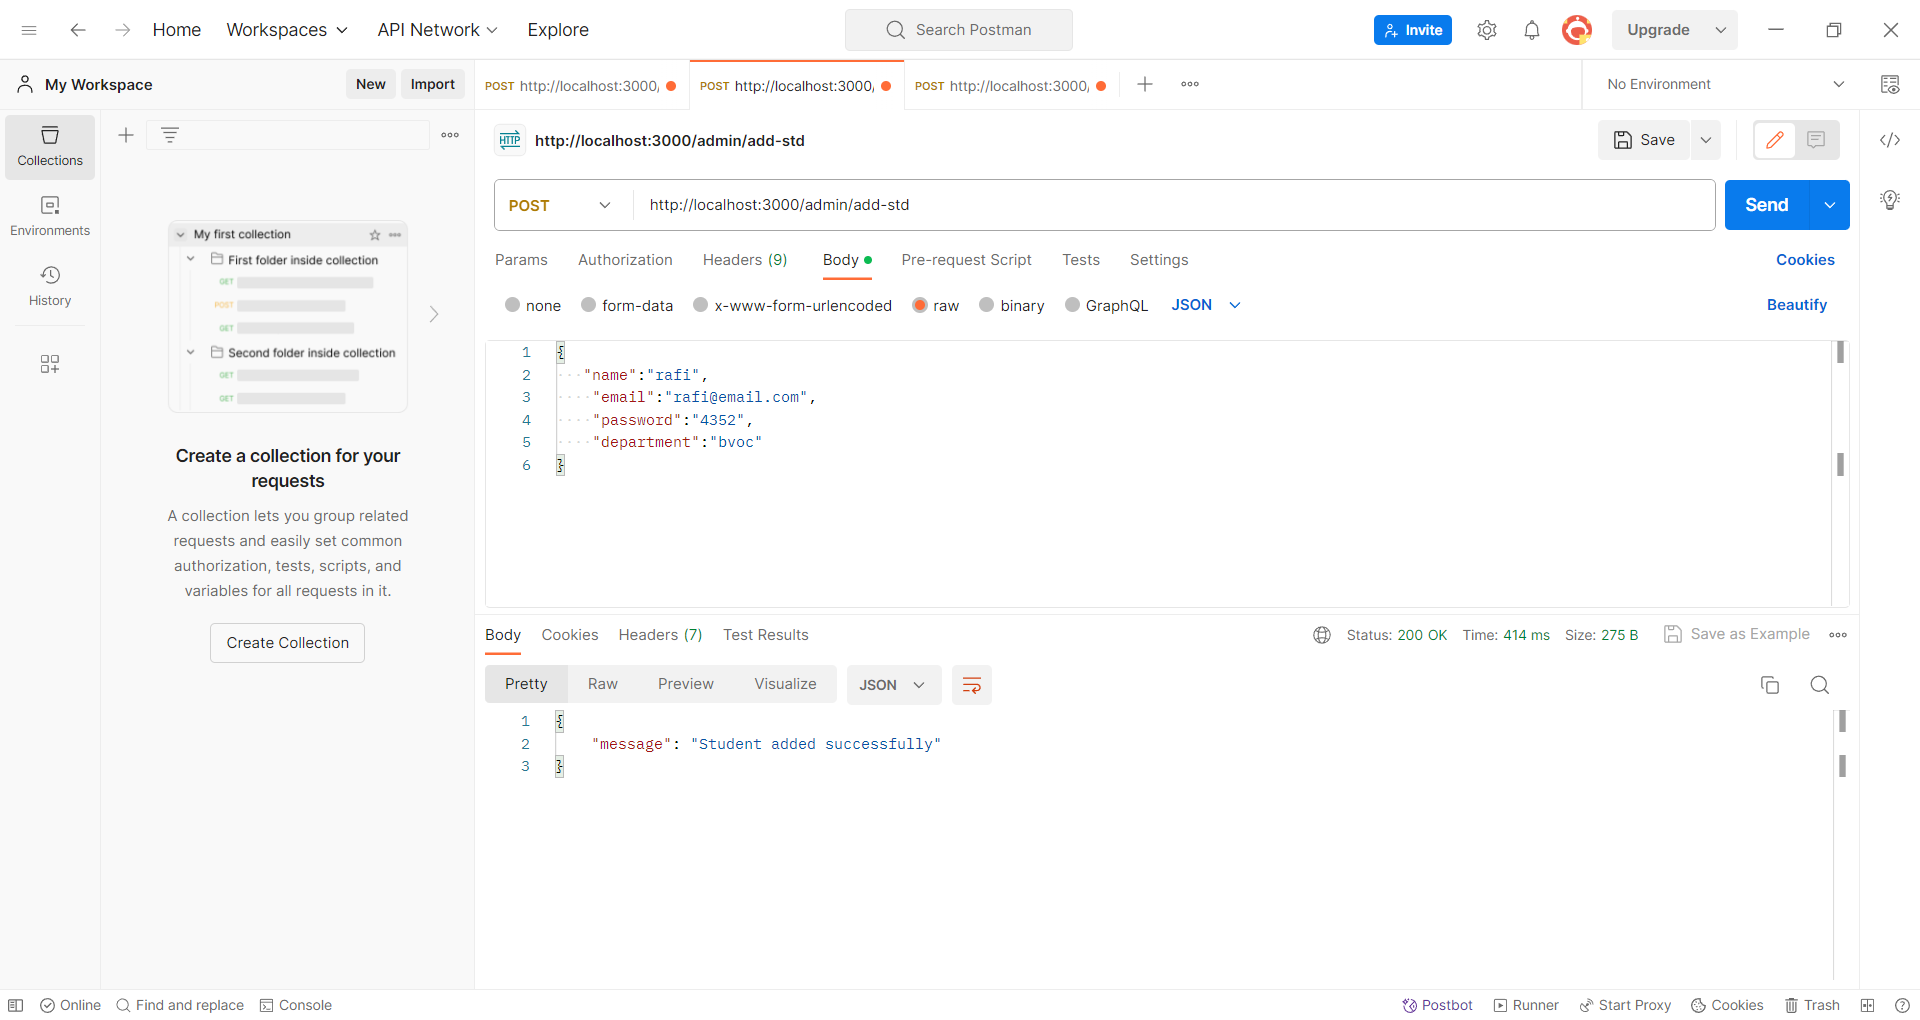 Home Workspaces API Network Explore Search Postman Invite Upgrade
My Workspace New Import POST http://localhost:3000/ POST http://localhost:3000/ POST http://localhost:3000/ No Environment
Collections
Environments
History
My first collection
First folder inside collection
GET
POST
GET
Second folder inside collection
GET
GET
Create a collection for your
requests
A collection lets you group related
requests and easily set common
authorization, tests, scripts, and
variables for all requests in it.
Create Collection
HTTP http://localhost:3000/admin/add-std Save
POST http://localhost:3000/admin/add-std Send
Params Authorization Headers (9) Body Pre-request Script Tests Settings Cookies
none form-data x-www-form-urlencoded raw binary GraphQL JSON Beautify
1 {
2 "name":"rafi",
3 "email":"rafi@email.com",
4 "password":"4352",
5 "department":"bvoc"
6 }
Body Cookies Headers (7) Test Results Status: 200 OK Time: 414 ms Size: 275 B Save as Example
Pretty Raw Preview Visualize JSON
1 {
2 "message": "Student added successfully"
3 }
Online Find and replace Console Postbot Runner Start Proxy Cookies Trash